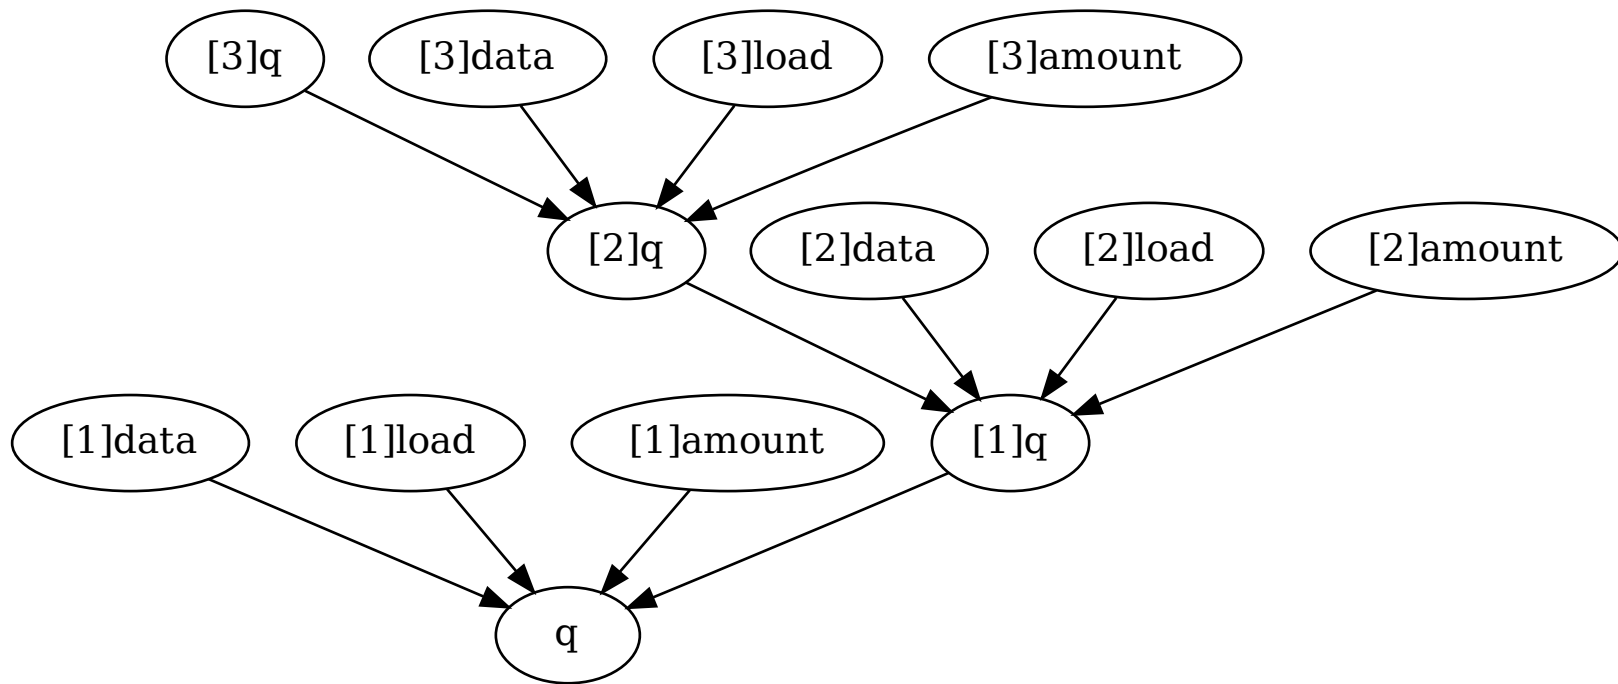 [3]q
[3]data
[3]load
[3]amount
[2]q
[2]data
[2]load
[2]amount
[1]data
[1]load
[1]amount
[1]q
q